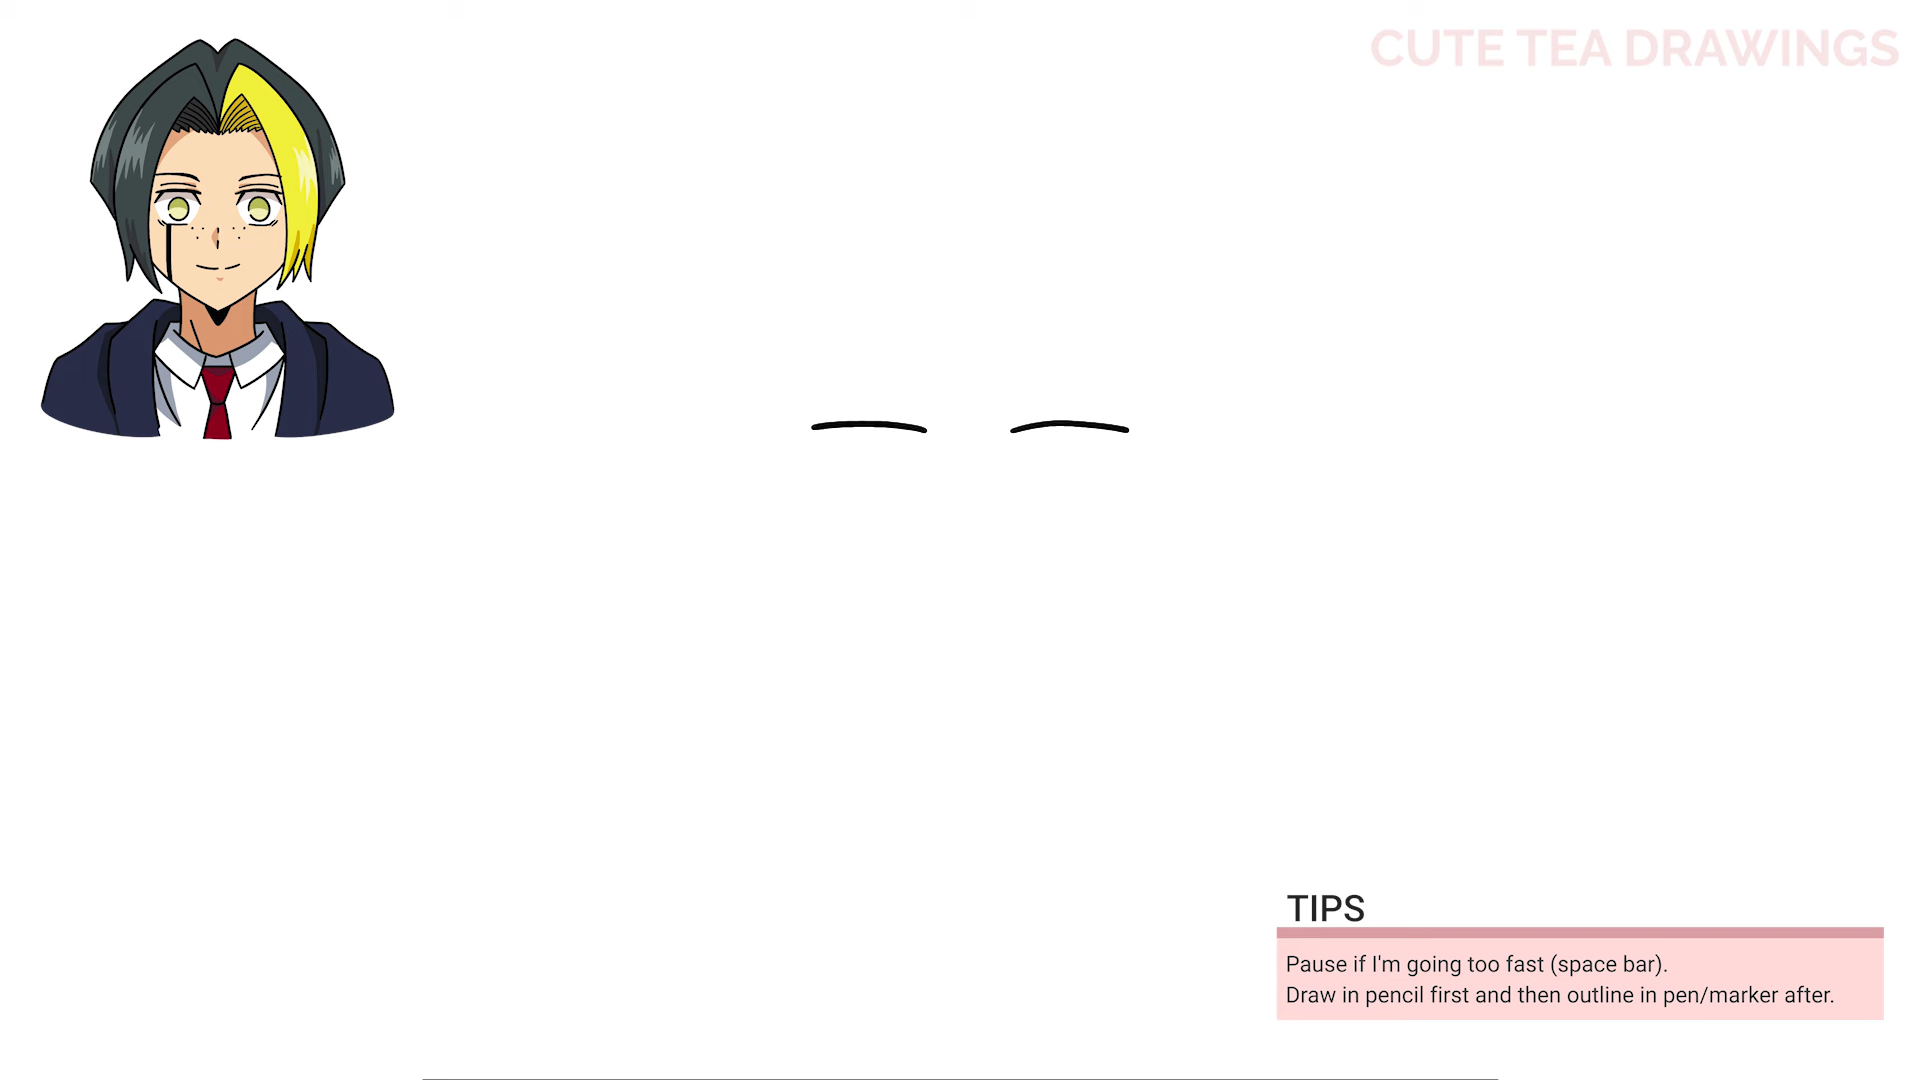 CUTE TEA DRAWINGS
TIPS
Pause if I'm going too fast (space bar).
Draw in pencil first and then outline in pen/marker after.